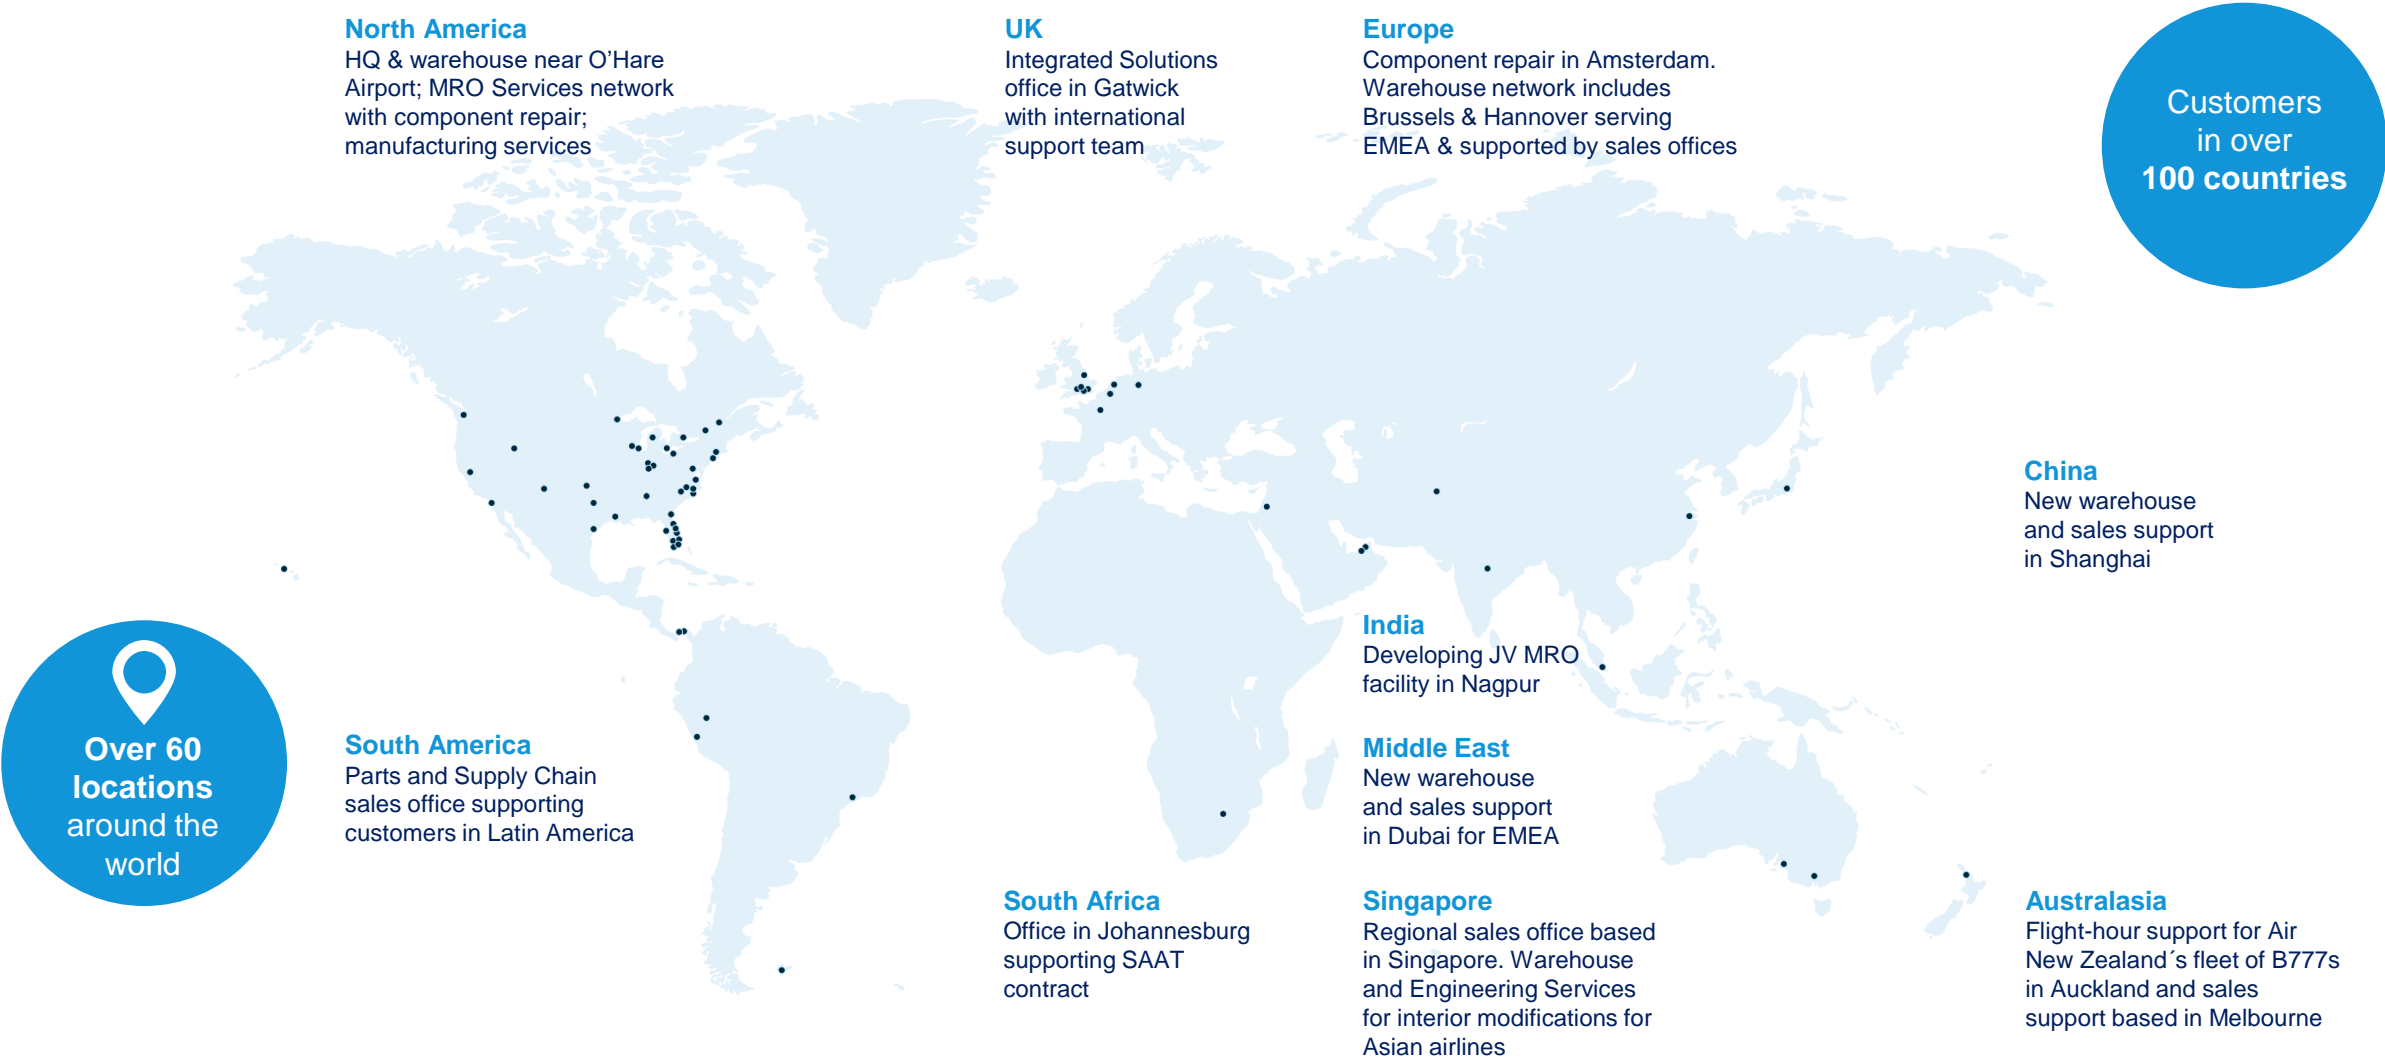 North America
HQ & warehouse near O’Hare
Airport; MRO Services network
with component repair;
manufacturing services
UK
Integrated Solutions
office in Gatwick
with international
support team
Europe
Component repair in Amsterdam.
Warehouse network includes
Brussels & Hannover serving
EMEA & supported by sales offices
Customers
in over
100 countries
China
New warehouse
and sales support
in Shanghai
India
Developing JV MRO
facility in Nagpur
Over 60
locations
around the
world
South America
Parts and Supply Chain
sales office supporting
customers in Latin America
Middle East
New warehouse
and sales support
in Dubai for EMEA
South Africa
Office in Johannesburg
supporting SAAT
contract
Singapore
Regional sales office based
in Singapore. Warehouse
and Engineering Services
for interior modifications for
Asian airlines
Australasia
Flight-hour support for Air
New Zealand´s fleet of B777s
in Auckland and sales
support based in Melbourne